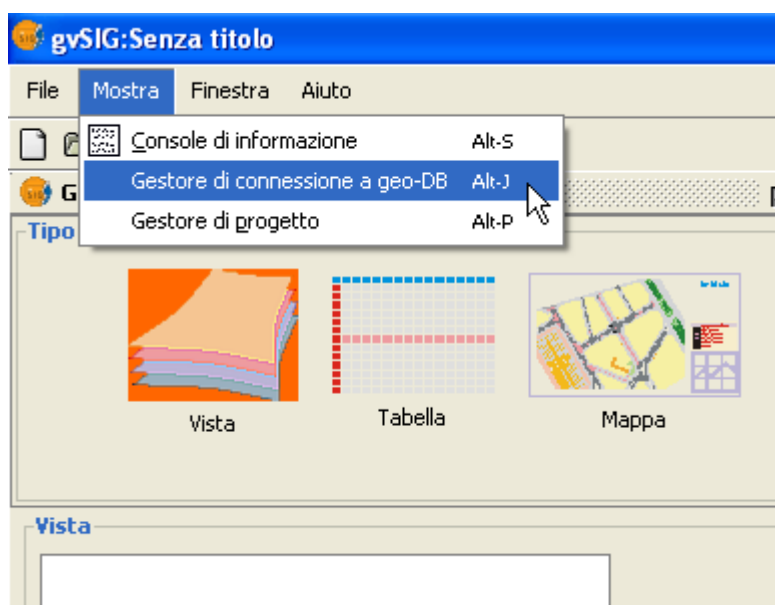 gvSIG:Senza titolo
File Mostra Finestra Aiuto
Console di informazione Alt-S
Gestore di connessione a geo-DB Alt-J
Gestore di progetto Alt-P
G
Tipo
Vista Tabella Mappa
Vista